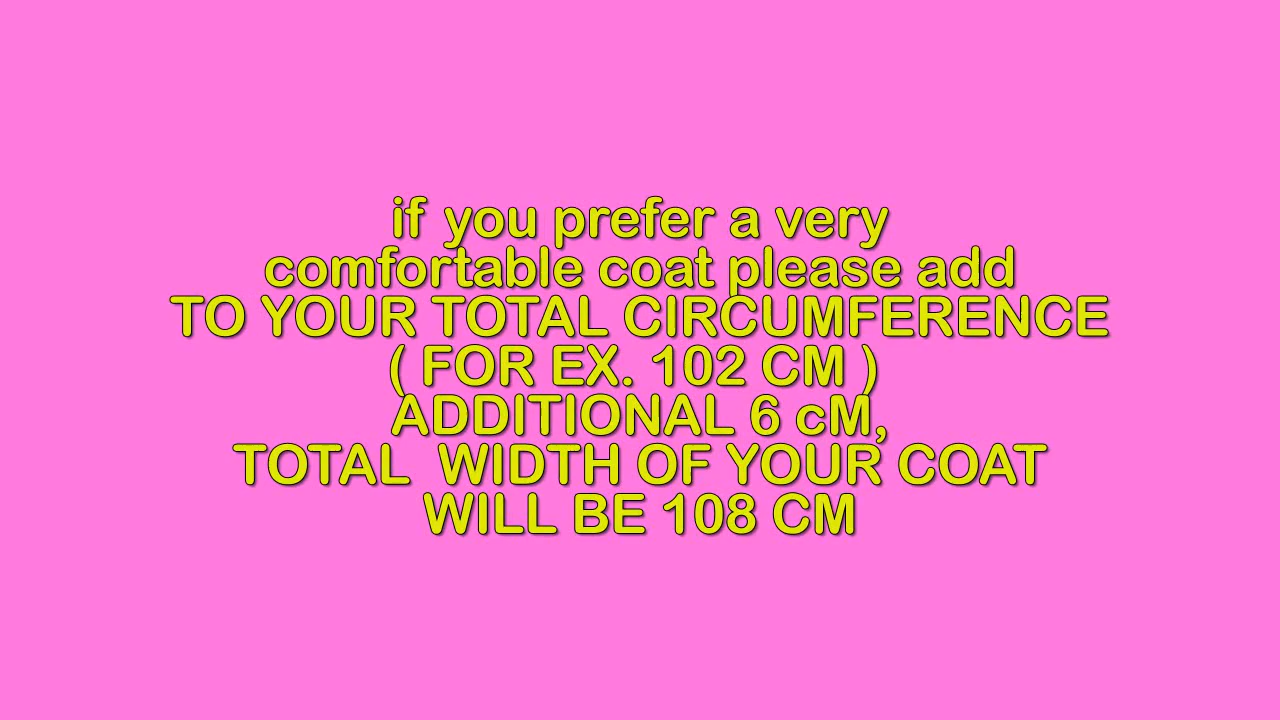 if you prefer a very
comfortable coat please add
TO YOUR TOTAL CIRCUMFERENCE
( FOR EX. 102 CM )
ADDITIONAL 6 cM,
TOTAL  WIDTH OF YOUR COAT
WILL BE 108 CM